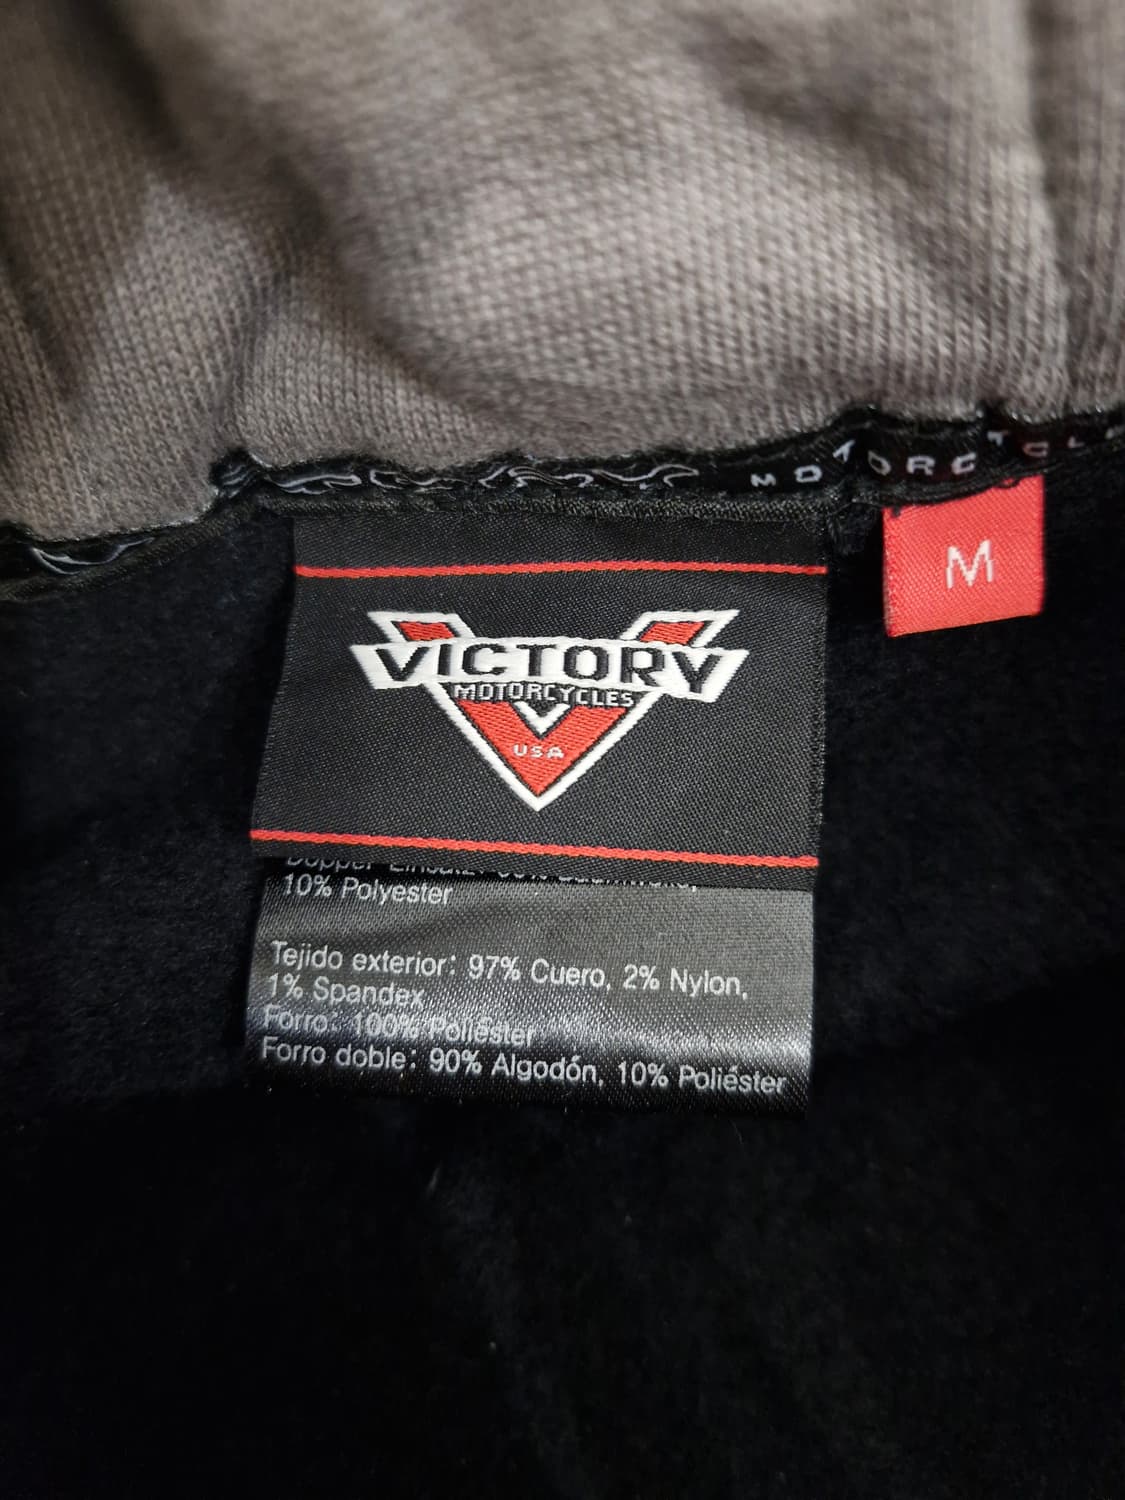 MOTORCYCL
M
VICTORY
MOTORCYCLES
USA
10% Polyester
Tejido exterior: 97% Cuero, 2% Nylon,
1% Spandex
Forro: 100% Poliéster
Forro doble: 90% Algodón, 10% Poliéster